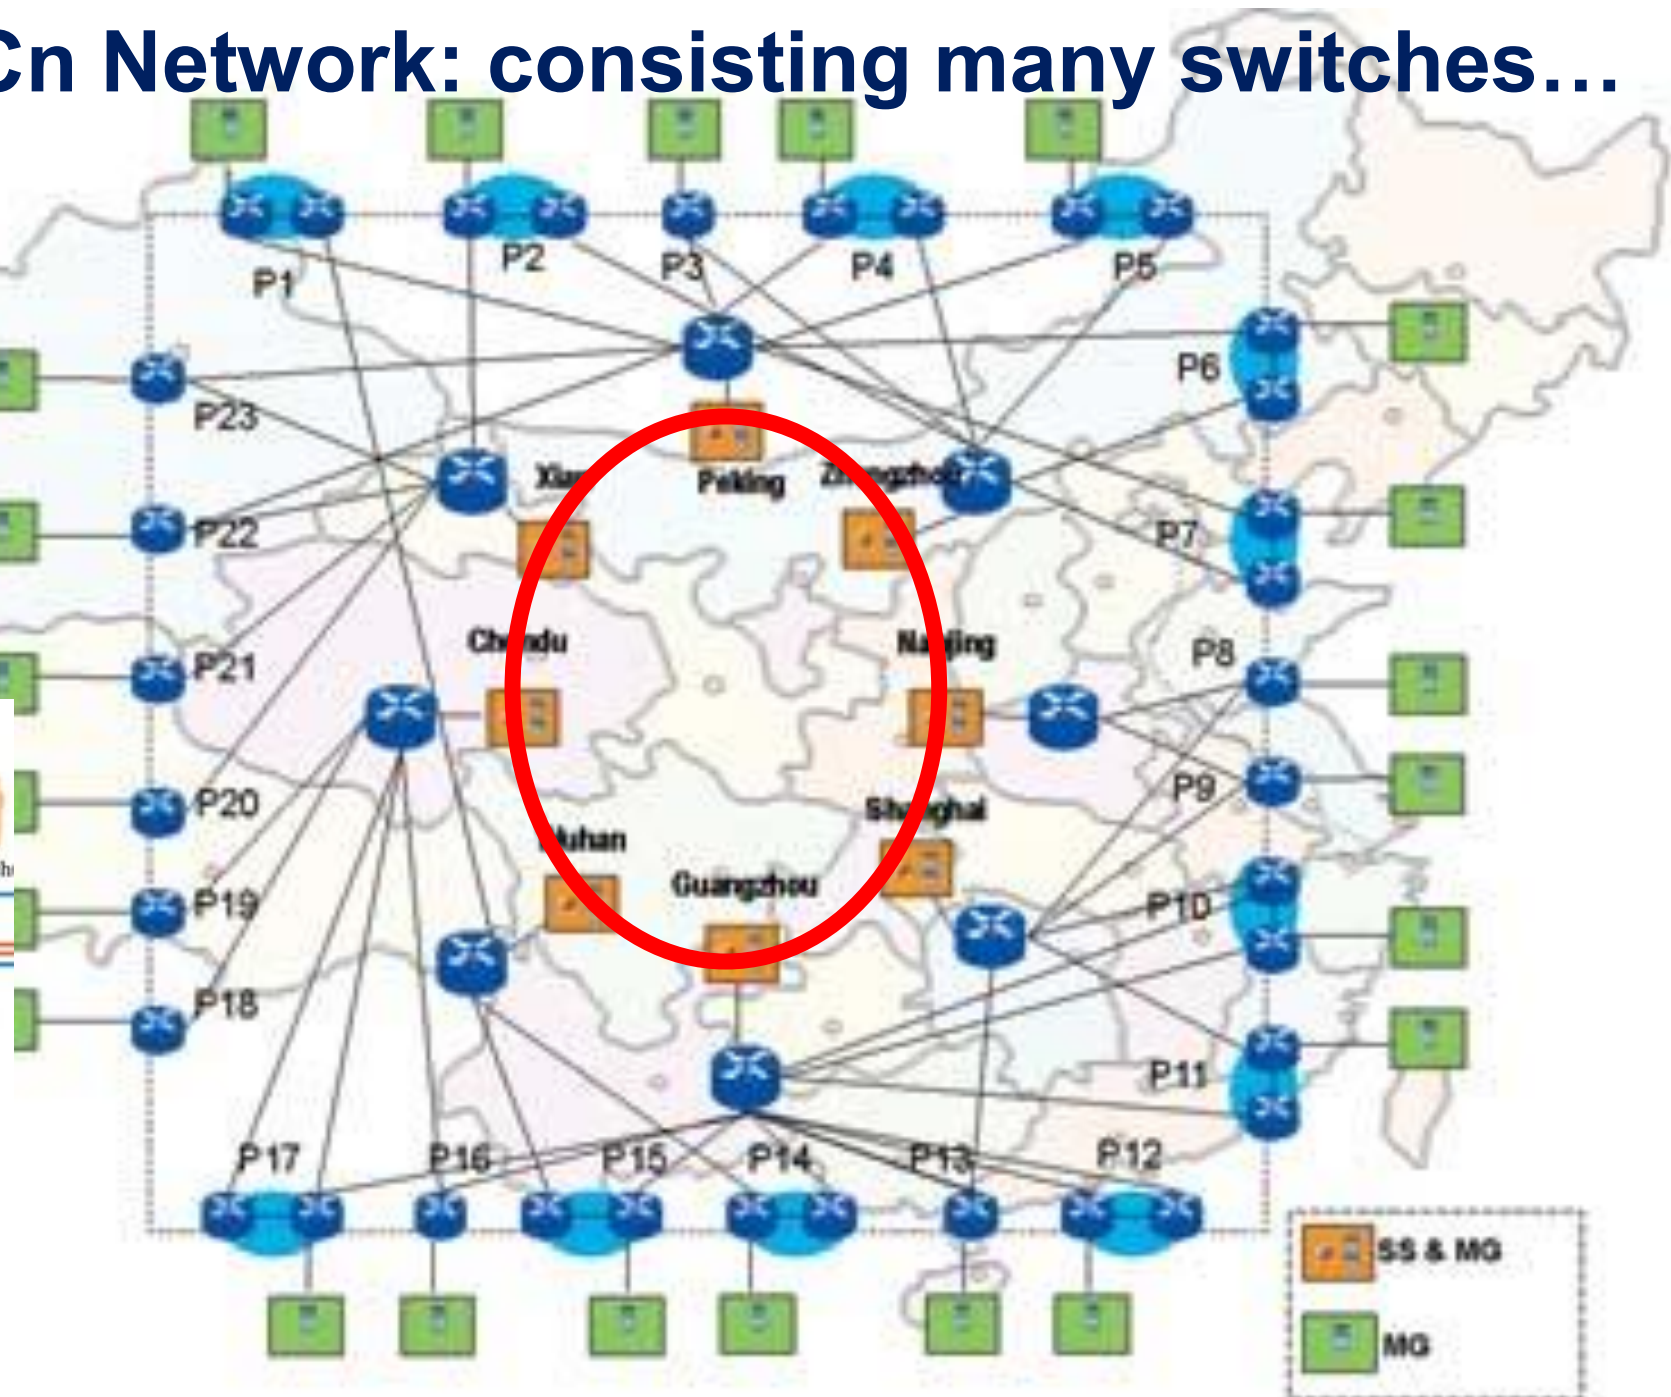 Cn Network: consisting many switches…
P1
P2
P3
P4
P5
P6
P23
Peking
P22
P7
Nanjing
P21
P8
P20
P9
Shanghai
Wuhan
Guangzhou
P19
P10
P18
P11
P17
P16
P15
P14
P13
P12
SS & MG
MG